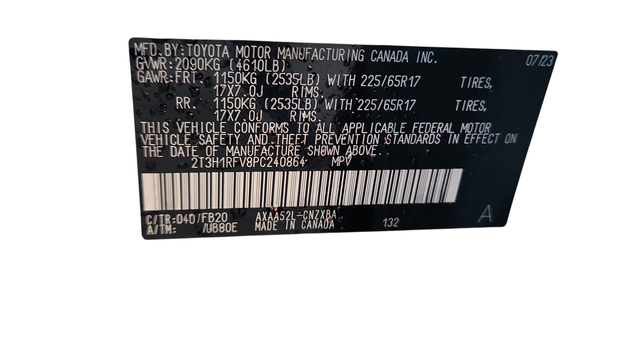 MFD.BY:TOYOTA MOTOR MANUFACTURING CANADA INC. 07/23
GVWR:2090KG (4610LB)
GAWR:FRT. 1150KG (2535LB) WITH 225/65R17 TIRES,
17X7.0J RIMS.
RR. 1150KG (2535LB) WITH 225/65R17 TIRES,
17X7.0J RIMS.
THIS VEHICLE CONFORMS TO ALL APPLICABLE FEDERAL MOTOR
VEHICLE SAFETY AND THEFT PREVENTION STANDARDS IN EFFECT ON
THE DATE OF MANUFACTURE SHOWN ABOVE.
2T3H1RFV8PC240864 MPV
C/TR:040/FB20 AXAA52L-CNZXBA A
A/TM: /UB80E MADE IN CANADA 132